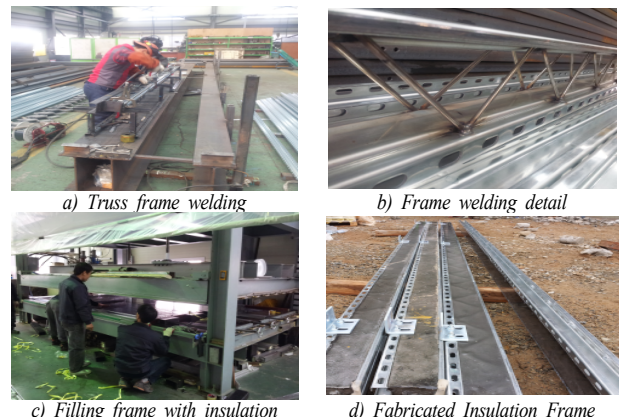 a) Truss frame welding
b) Frame welding detail
c) Filling frame with insulation
d) Fabricated Insulation Frame